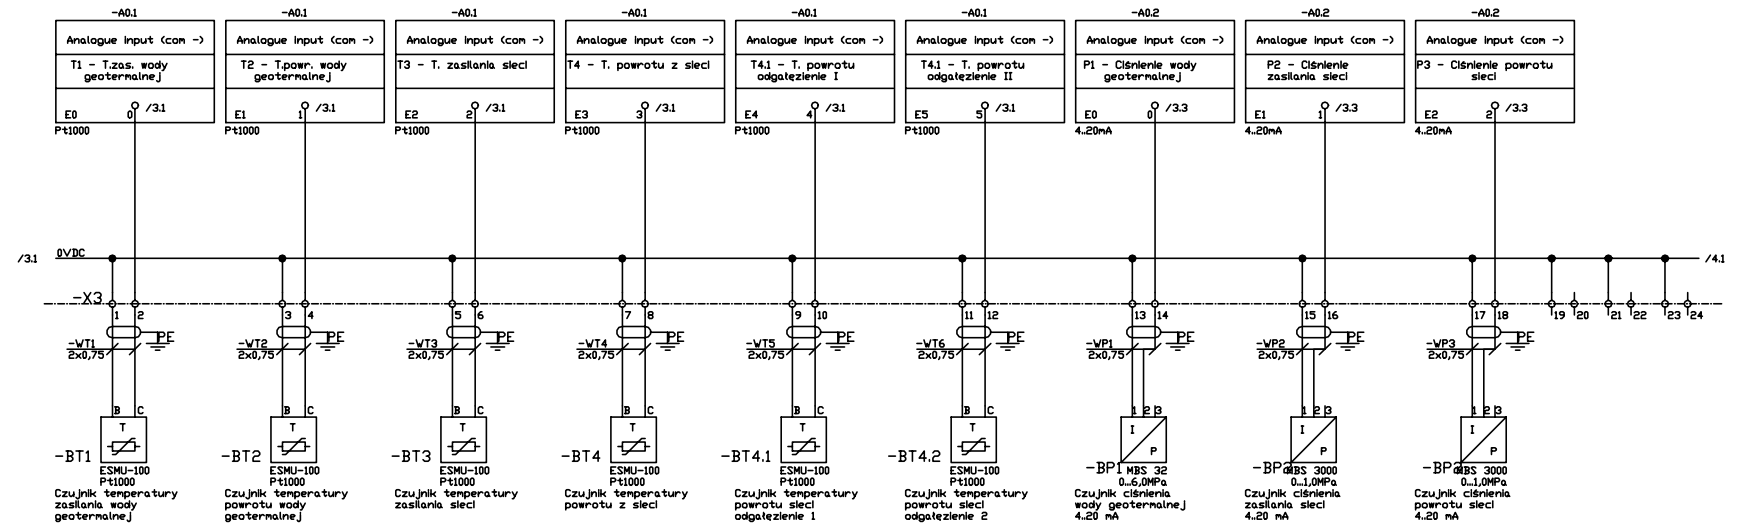 -A0.1 -A0.1 -A0.1 -A0.1 -A0.1 -A0.1 -A0.2 -A0.2 -A0.2
Analogue Input (com -) Analogue Input (com -) Analogue Input (com -) Analogue Input (com -) Analogue Input (com -) Analogue Input (com -) Analogue Input (com -) Analogue Input (com -) Analogue Input (com -)
T1 - T.zas. wody T2 - T.powr. wody T3 - T. zasilania sieci T4 - T. powrotu z sieci T4.1 - T. powrotu T4.1 - T. powrotu P1 - Ciśnienie wody P2 - Ciśnienie P3 - Ciśnienie powrotu
geotermalnej geotermalnej odgałęzienie I odgałęzienie II geotermalnej zasilania sieci sieci
/3.1 /3.1 /3.1 /3.1 /3.1 /3.1 /3.3 /3.3 /3.3
E0 0 E1 1 E2 2 E3 3 E4 4 E5 5 E0 0 E1 1 E2 2
Pt1000 Pt1000 Pt1000 Pt1000 Pt1000 Pt1000 4..20mA 4..20mA 4..20mA
/3.1 0VDC /4.1
-X3
1 2 3 4 5 6 7 8 9 10 11 12 13 14 15 16 17 18 19 20 21 22 23 24
PE PE PE PE PE PE PE PE PE
-WT1 -WT2 -WT3 -WT4 -WT5 -WT6 -WP1 -WP2 -WP3
2x0,75 2x0,75 2x0,75 2x0,75 2x0,75 2x0,75 2x0,75 2x0,75 2x0,75
B C B C B C B C B C B C 1 2 3 1 2 3 1 2 3
T T T T T T I I I
P P P
-BT1 -BT2 -BT3 -BT4 -BT4.1 -BT4.2 -BP1
ESMU-100 ESMU-100 ESMU-100 ESMU-100 ESMU-100 ESMU-100 MBS 32 MBS 3000 MBS 3000
Pt1000 Pt1000 Pt1000 Pt1000 Pt1000 Pt1000 0...6,0MPa 0...1,0MPa 0...1,0MPa
Czujnik temperatury Czujnik temperatury Czujnik temperatury Czujnik temperatury Czujnik temperatury Czujnik temperatury Czujnik ciśnienia Czujnik ciśnienia Czujnik ciśnienia
zasilania wody powrotu wody zasilania sieci powrotu z sieci powrotu sieci powrotu sieci wody geotermalnej zasilania sieci powrotu sieci
geotermalnej geotermalnej odgałęzienie 1 odgałęzienie 2 4..20 mA 4..20 mA 4..20 mA